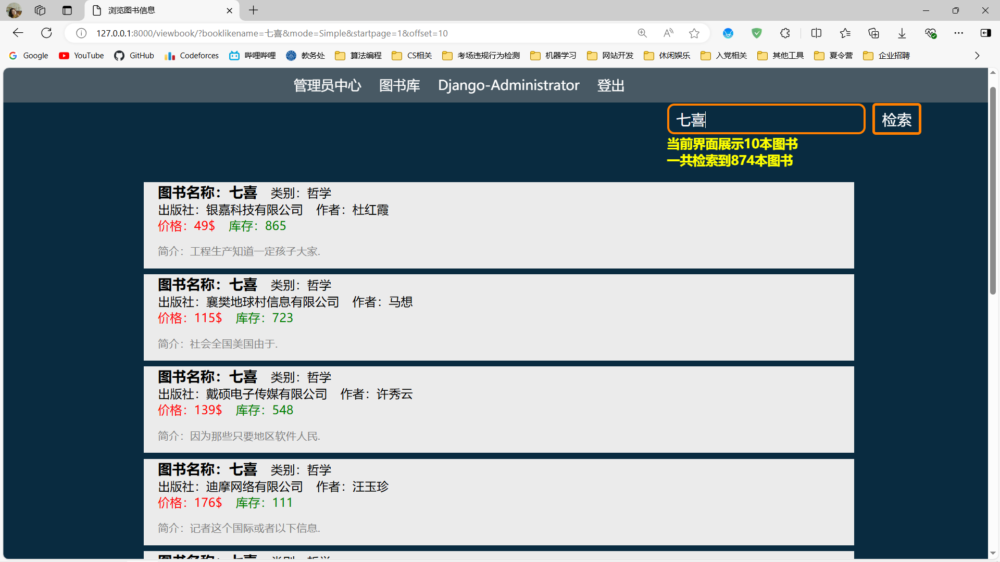 浏览图书信息
127.0.0.1:8000/viewbook/?booklikename=七喜&mode=Simple&startpage=1&offset=10
Google YouTube GitHub Codeforces 哔哩哔哩 教务处 算法编程 CS相关 考场违规行为检测 机器学习 网站开发 休闲娱乐 入党相关 其他工具 夏令营 企业招聘
管理员中心 图书库 Django-Administrator 登出
七喜 检索
当前界面展示10本图书
一共检索到874本图书
图书名称：七喜 类别：哲学
出版社：银嘉科技有限公司 作者：杜红霞
价格：49$ 库存：865
简介：工程生产知道一定孩子大家.
图书名称：七喜 类别：哲学
出版社：襄樊地球村信息有限公司 作者：马想
价格：115$ 库存：723
简介：社会全国美国由于.
图书名称：七喜 类别：哲学
出版社：戴硕电子传媒有限公司 作者：许秀云
价格：139$ 库存：548
简介：因为那些只要地区软件人民.
图书名称：七喜 类别：哲学
出版社：迪摩网络有限公司 作者：汪玉珍
价格：176$ 库存：111
简介：记者这个国际或者以下信息.
图书名称：七喜 类别：哲学